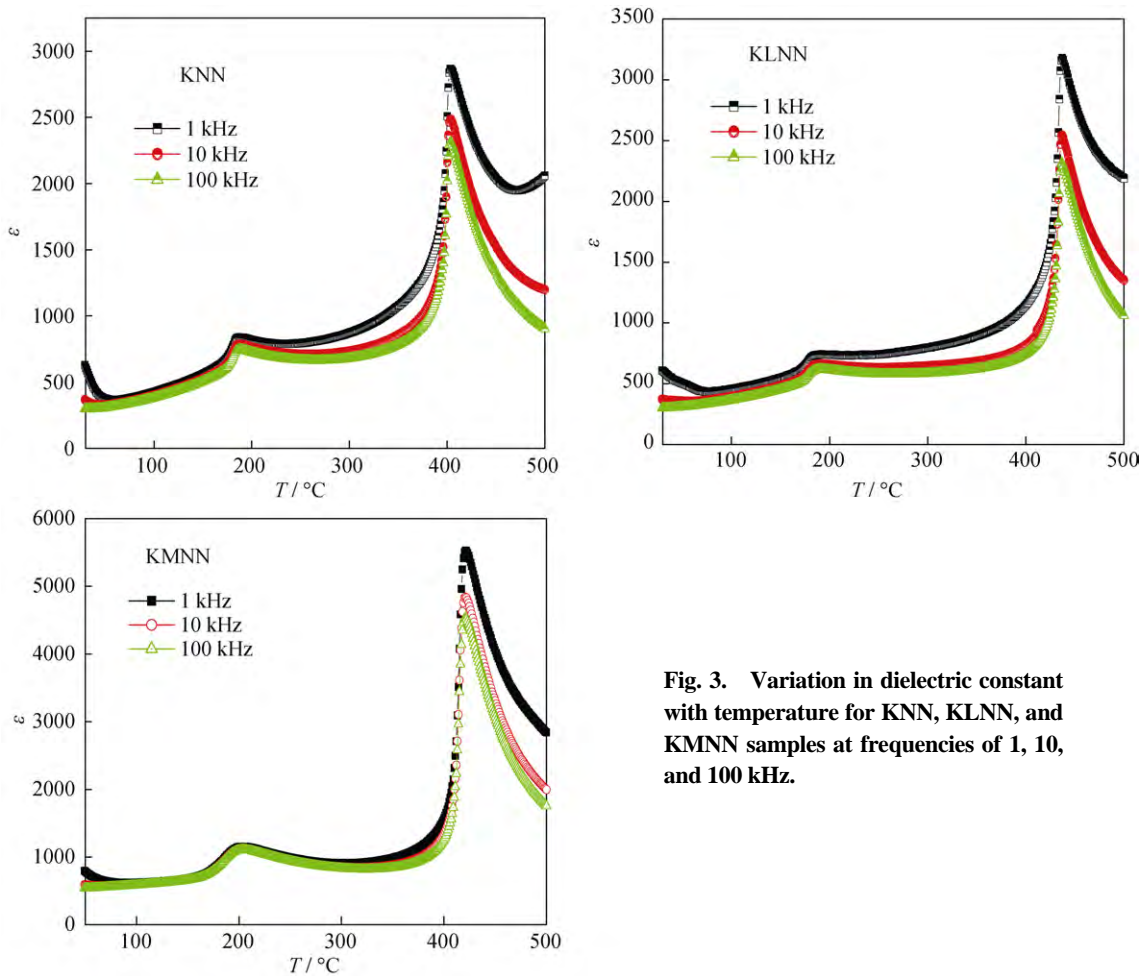 KNN
1 kHz
10 kHz
100 kHz
3000
2500
2000
1500
1000
500
0
ε
100 200 300 400 500
T / °C
KLNN
1 kHz
10 kHz
100 kHz
3500
3000
2500
2000
1500
1000
500
0
ε
100 200 300 400 500
T / °C
KMNN
1 kHz
10 kHz
100 kHz
6000
5000
4000
3000
2000
1000
0
ε
100 200 300 400 500
T / °C
Fig. 3. Variation in dielectric constant
with temperature for KNN, KLNN, and
KMNN samples at frequencies of 1, 10,
and 100 kHz.